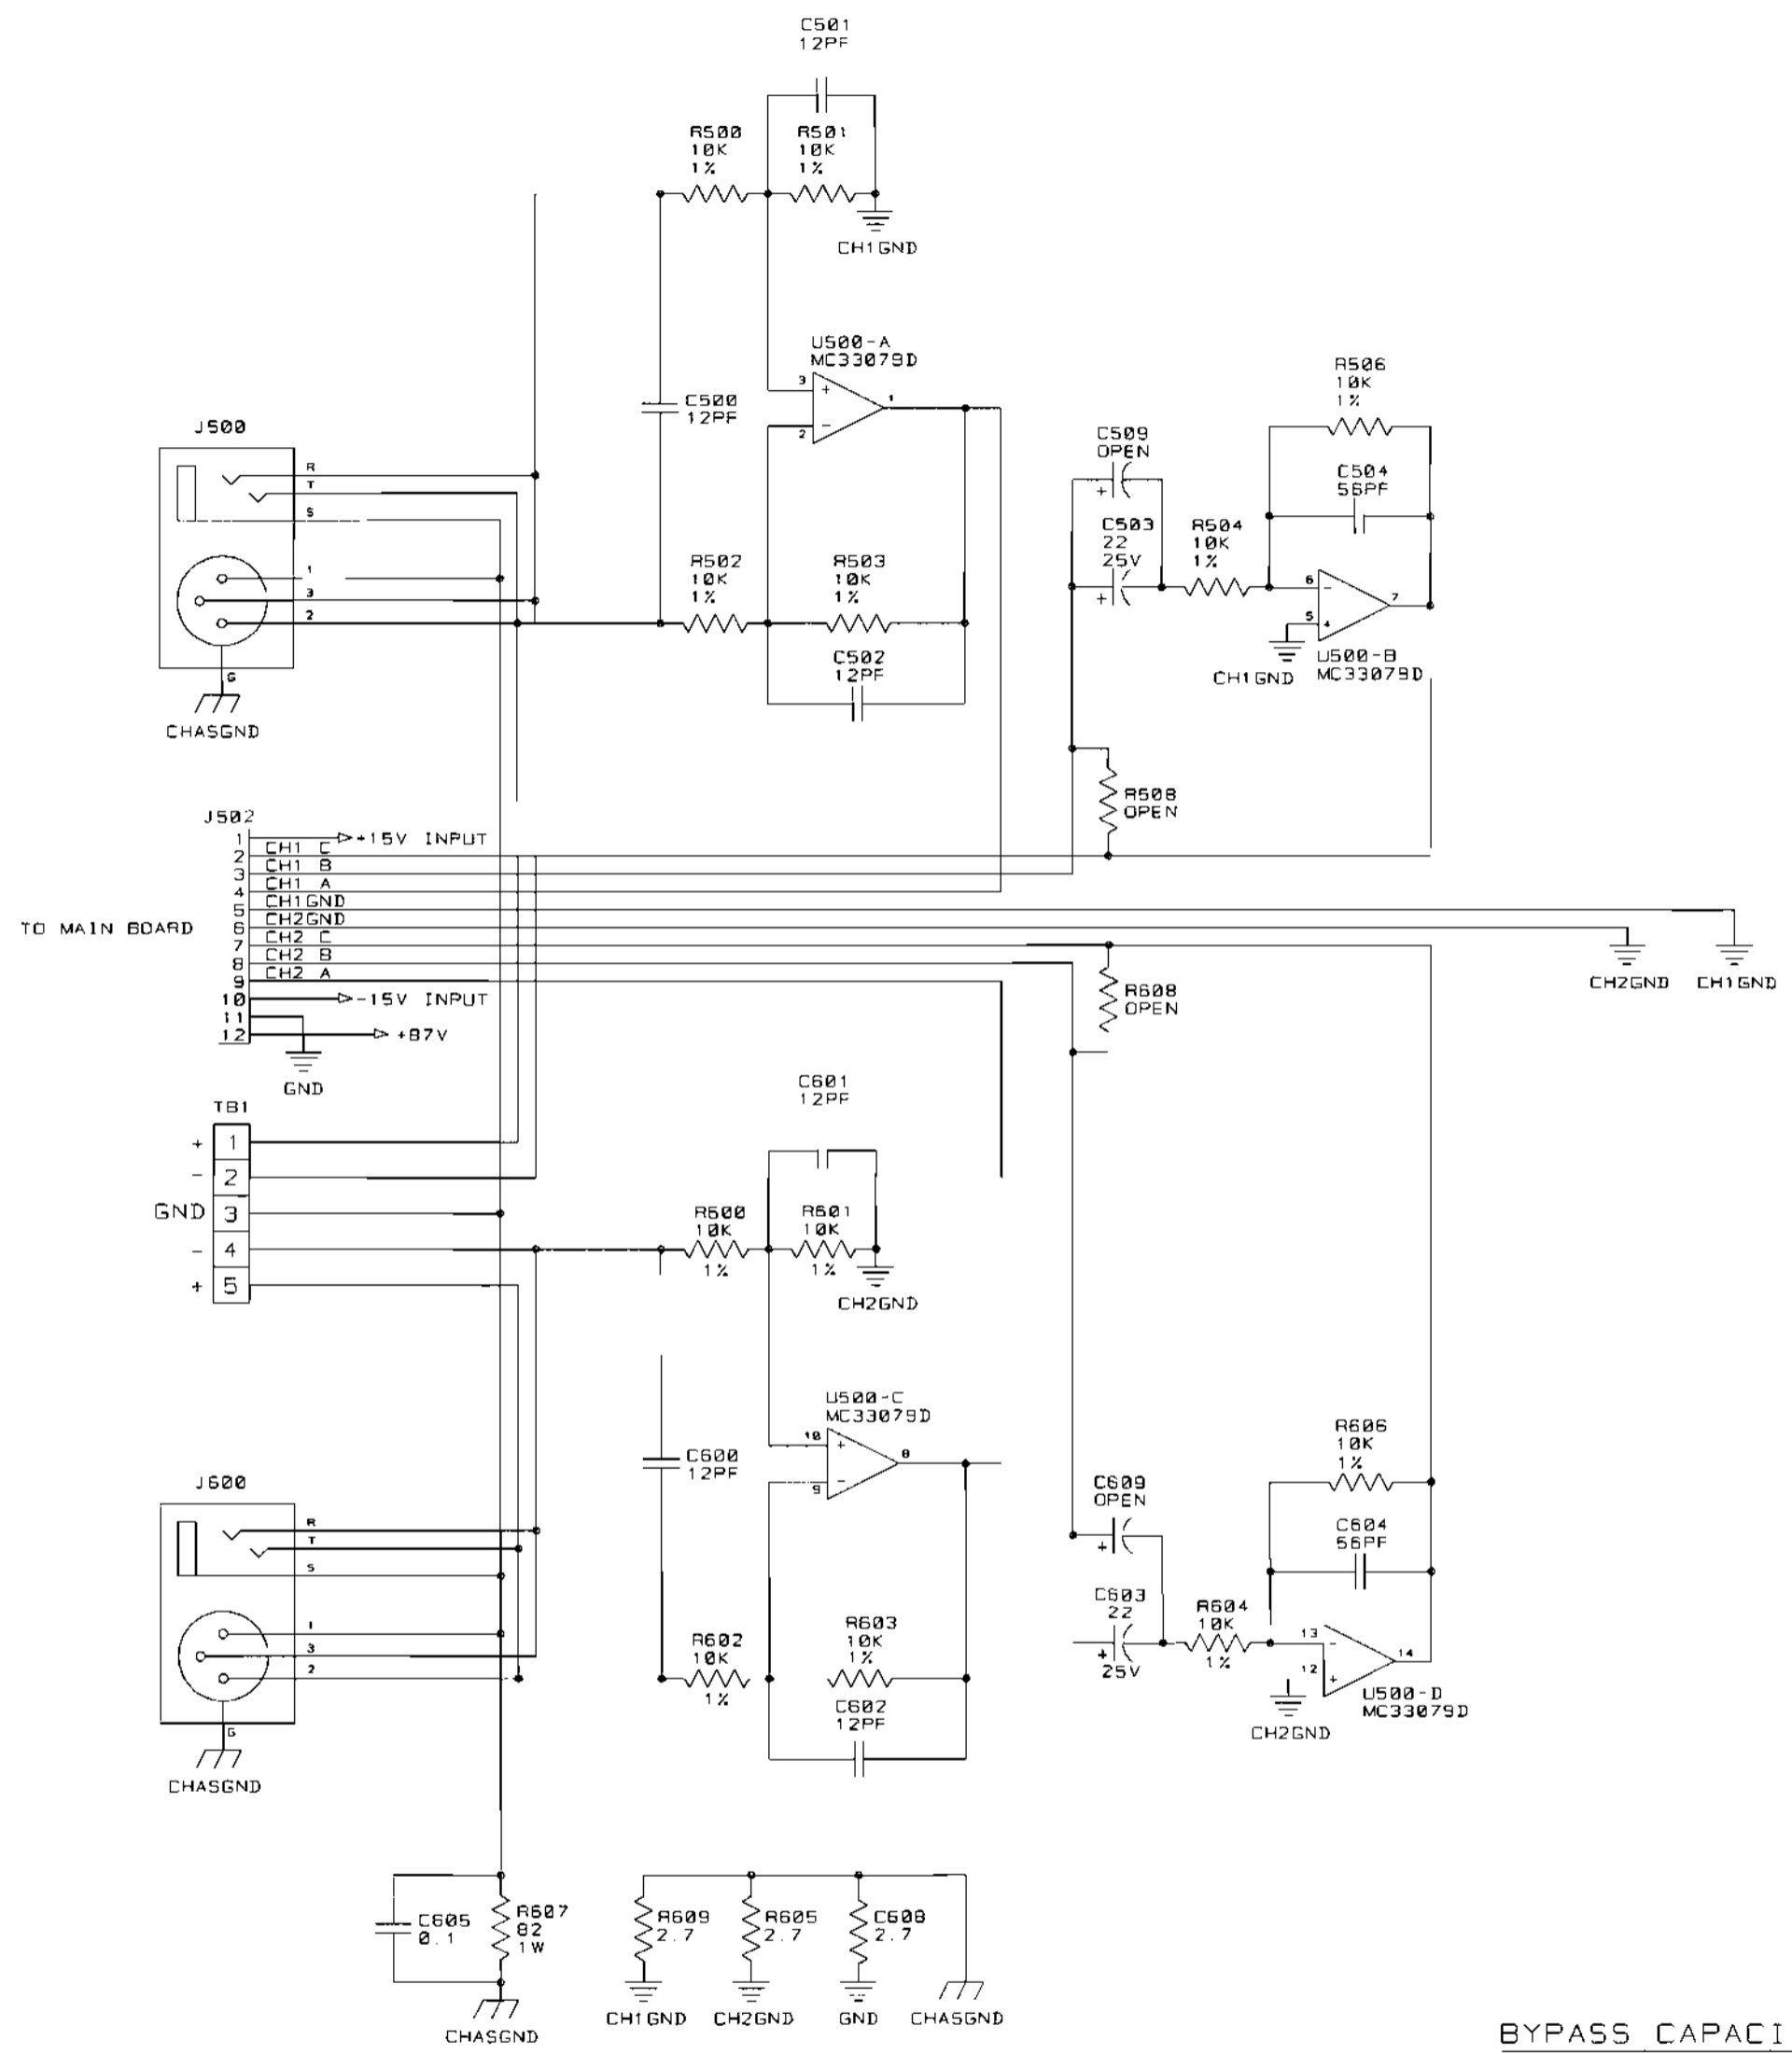 C501
12PF
R500
10K
1%
R501
10K
1%
CH1GND
U500-A
MC33079D
3
+
1
2
-
C500
12PF
R506
10K
1%
J500
R
T
S
1
3
2
G
CHASGND
C509
OPEN
+
C504
56PF
C503
22
25V
+
R504
10K
1%
R502
10K
1%
R503
10K
1%
C502
12PF
6
-
7
5
+
CH1GND
U500-B
MC33079D
R508
OPEN
J502
1
+15V INPUT
2
CH1 C
3
CH1 B
4
CH1 A
5
CH1GND
TO MAIN BOARD
6
CH2GND
7
CH2 C
8
CH2 B
9
CH2 A
10
-15V INPUT
11
12
+87V
GND
CH2GND
CH1GND
R608
OPEN
TB1
+ 1
- 2
GND 3
- 4
+ 5
C601
12PF
R600
10K
1%
R601
10K
1%
CH2GND
U500-C
MC33079D
10
+
8
9
-
C600
12PF
R606
10K
1%
J600
R
T
S
1
3
2
G
CHASGND
C609
OPEN
+
C604
56PF
C603
22
+
25V
R604
10K
1%
R602
10K
1%
R603
10K
1%
C602
12PF
13
-
14
12
+
CH2GND
U500-D
MC33079D
C605
0.1
R607
82
1W
CHASGND
R609
2.7
R605
2.7
C608
2.7
CH1GND
CH2GND
GND
CHASGND
BYPASS CAPACI